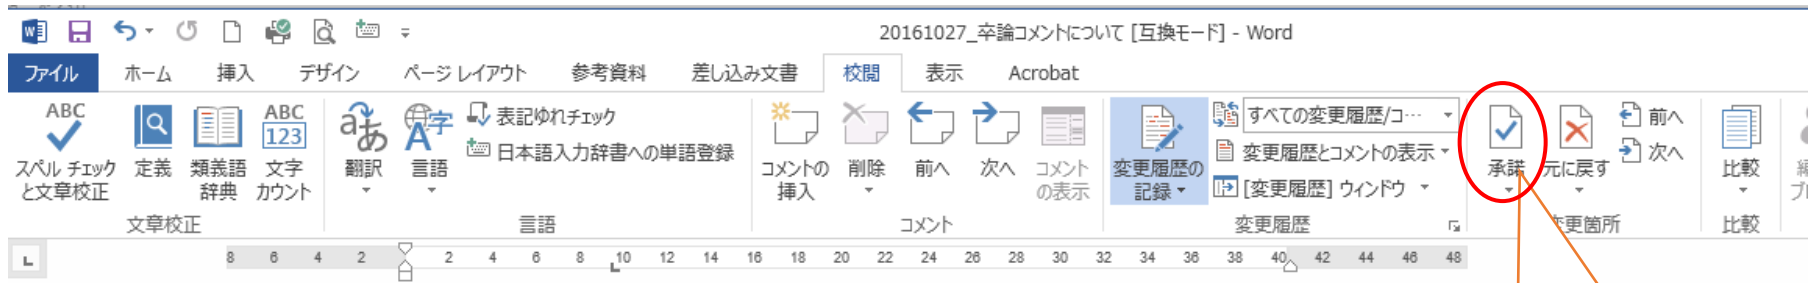 20161027_卒論コメントについて [互換モード] - Word
ファイル ホーム 挿入 デザイン ページ レイアウト 参考資料 差し込み文書 校閲 表示 Acrobat
ABC
スペル チェック
と文章校正
定義
類義語
辞典
ABC
123
文字
カウント
文章校正
あ
翻訳
A字
言語
表記ゆれチェック
日本語入力辞書への単語登録
言語
コメントの
挿入
削除
前へ
次へ
コメント
の表示
コメント
変更履歴の
記録
すべての変更履歴/コ…
変更履歴とコメントの表示
[変更履歴] ウィンドウ
変更履歴
承諾
元に戻す
前へ
次へ
変更箇所
比較
比較
8 6 4 2 2 4 6 8 10 12 14 16 18 20 22 24 26 28 30 32 34 36 38 40 42 44 46 48